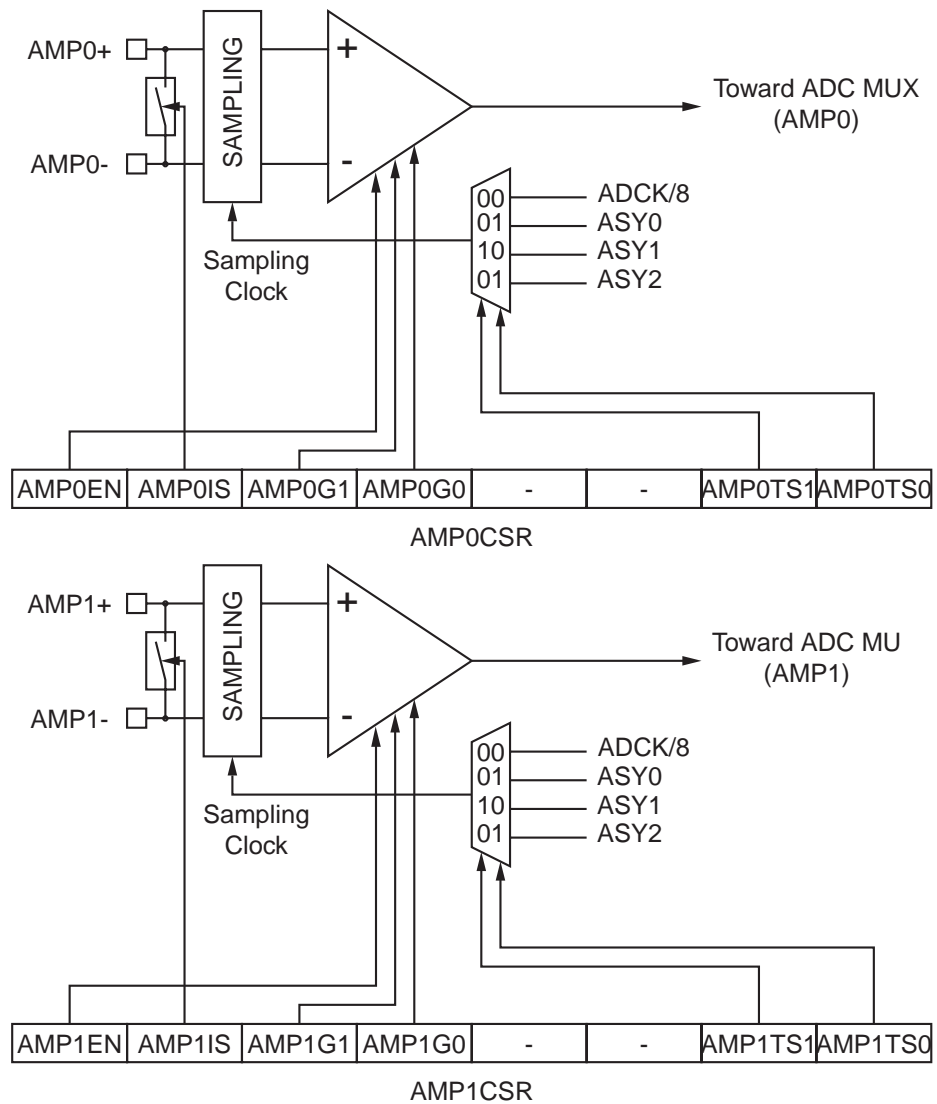 AMP0+
SAMPLING
+
Toward ADC MUX
(AMP0)
AMP0-
-
00 ADCK/8
01 ASY0
10 ASY1
01 ASY2
Sampling
Clock
AMP0EN AMP0IS AMP0G1 AMP0G0 - - AMP0TS1 AMP0TS0
AMP0CSR
AMP1+
SAMPLING
+
Toward ADC MU
(AMP1)
AMP1-
-
00 ADCK/8
01 ASY0
10 ASY1
01 ASY2
Sampling
Clock
AMP1EN AMP1IS AMP1G1 AMP1G0 - - AMP1TS1 AMP1TS0
AMP1CSR